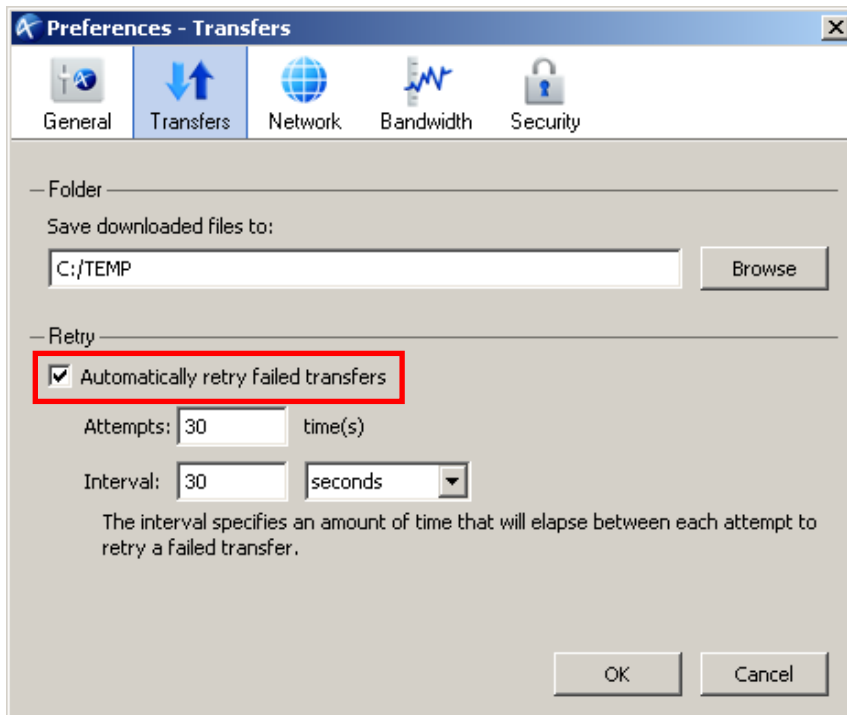 Preferences - Transfers
General Transfers Network Bandwidth Security
Folder
Save downloaded files to:
C:/TEMP Browse
Retry
Automatically retry failed transfers
Attempts: 30 time(s)
Interval: 30 seconds
The interval specifies an amount of time that will elapse between each attempt to
retry a failed transfer.
OK Cancel